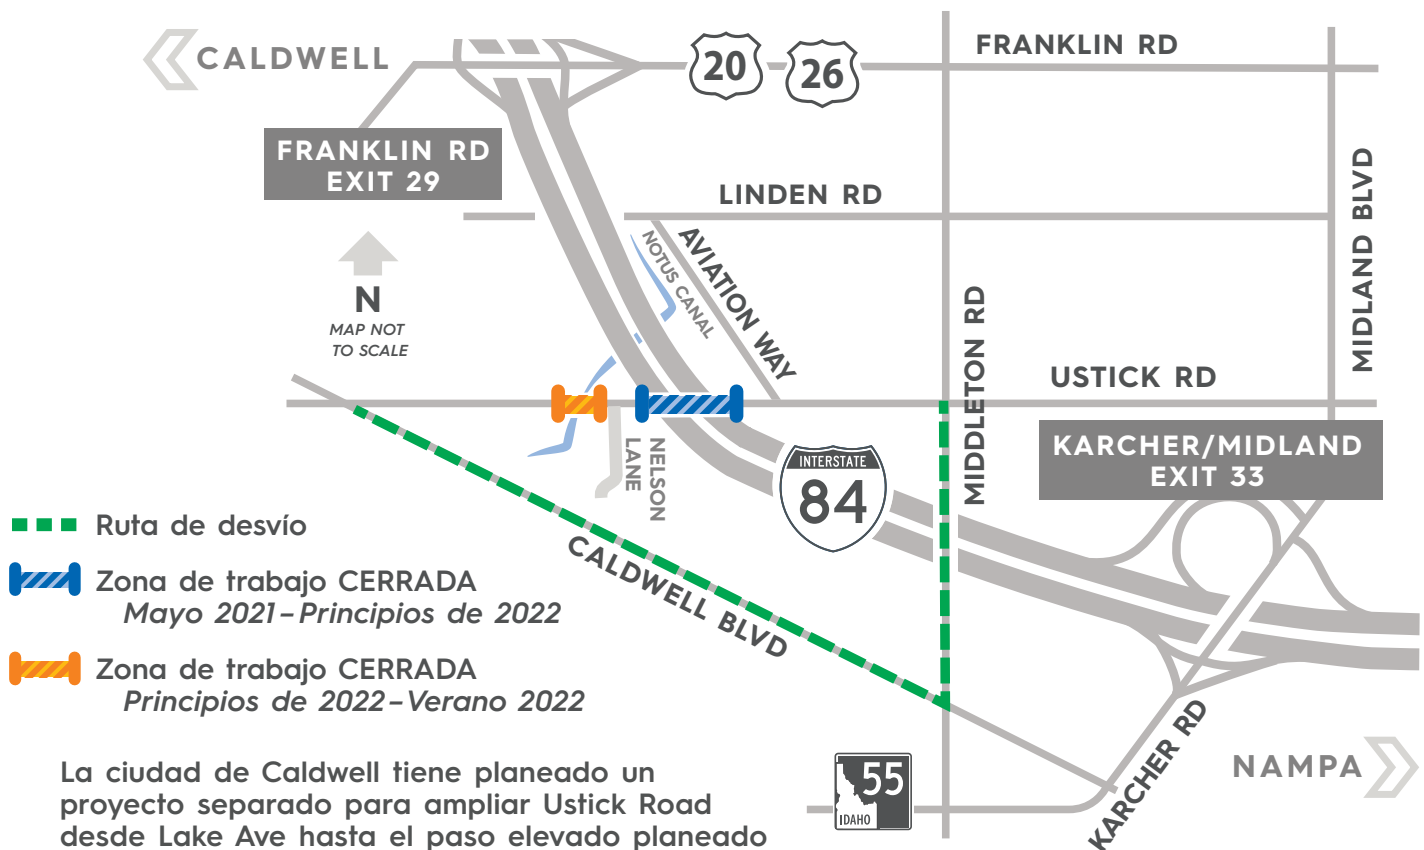 CALDWELL
20
26
FRANKLIN RD
FRANKLIN RD
EXIT 29
LINDEN RD
MIDLAND BLVD
N
MAP NOT
TO SCALE
NOTUS CANAL
AVIATION WAY
MIDDLETON RD
USTICK RD
KARCHER/MIDLAND
EXIT 33
NELSON
LANE
INTERSTATE
84
CALDWELL BLVD
Ruta de desvío
Zona de trabajo CERRADA
Mayo 2021–Principios de 2022
Zona de trabajo CERRADA
Principios de 2022–Verano 2022
La ciudad de Caldwell tiene planeado un
proyecto separado para ampliar Ustick Road
desde Lake Ave hasta el paso elevado planeado
55
IDAHO
KARCHER RD
NAMPA